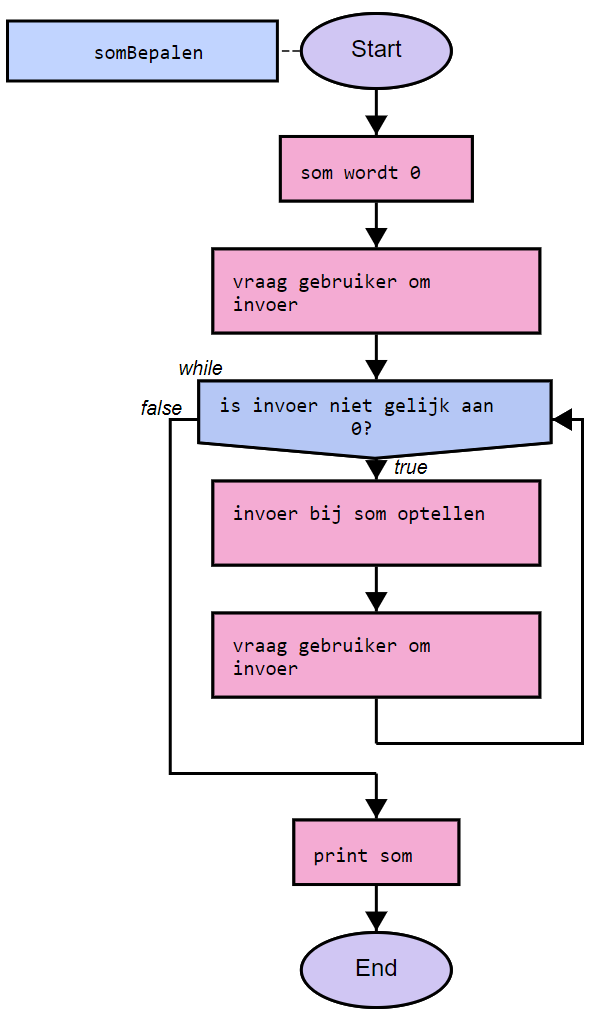 somBepalen
Start
som wordt 0
vraag gebruiker om
invoer
while
false
is invoer niet gelijk aan
0?
true
invoer bij som optellen
vraag gebruiker om
invoer
print som
End